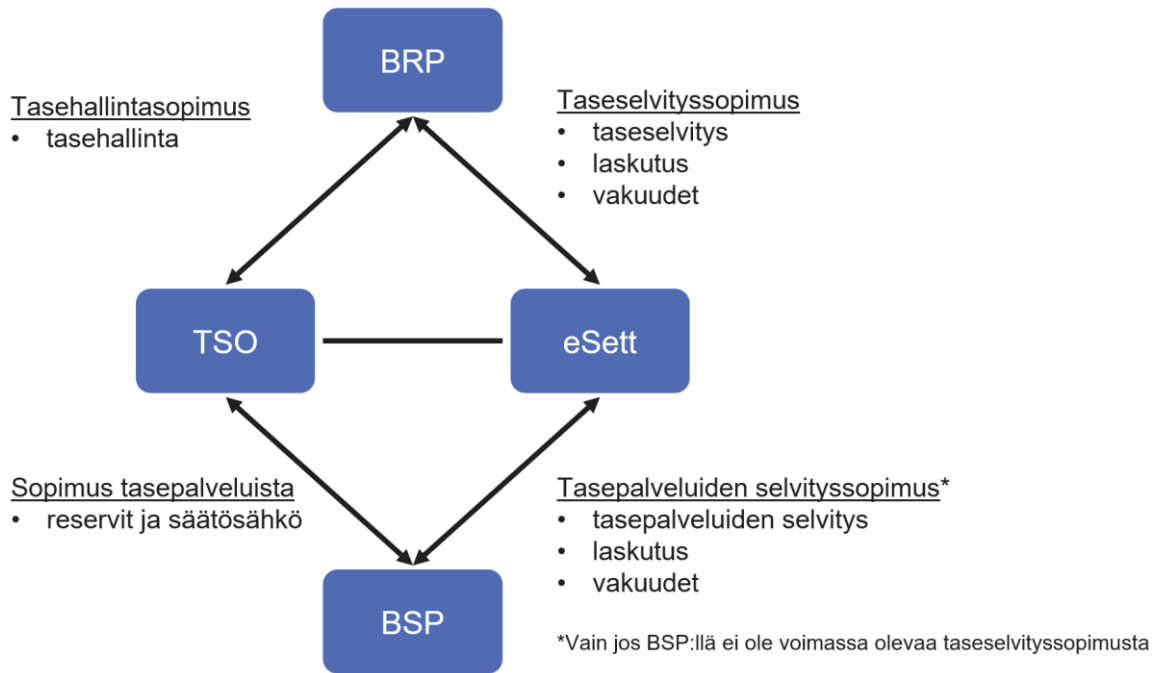 BRP
Tasehallintasopimus
• tasehallinta
Taseselvityssopimus
• taseselvitys
• laskutus
• vakuudet
TSO
eSett
Sopimus tasepalveluista
• reservit ja säätösähkö
Tasepalveluiden selvityssopimus*
• tasepalveluiden selvitys
• laskutus
• vakuudet
BSP
*Vain jos BSP:llä ei ole voimassa olevaa taseselvityssopimusta